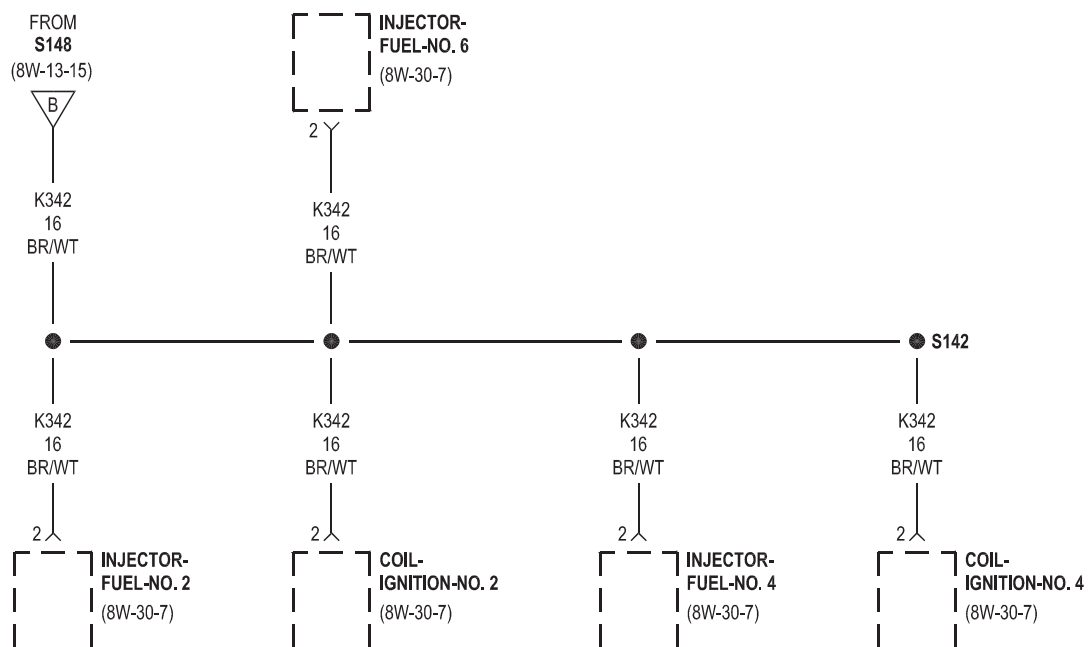 FROM
S148
(8W-13-15)
B
K342
16
BR/WT
INJECTOR-
FUEL-NO. 6
(8W-30-7)
2
K342
16
BR/WT
S142
K342
16
BR/WT
2
INJECTOR-
FUEL-NO. 2
(8W-30-7)
K342
16
BR/WT
2
COIL-
IGNITION-NO. 2
(8W-30-7)
K342
16
BR/WT
2
INJECTOR-
FUEL-NO. 4
(8W-30-7)
K342
16
BR/WT
2
COIL-
IGNITION-NO. 4
(8W-30-7)